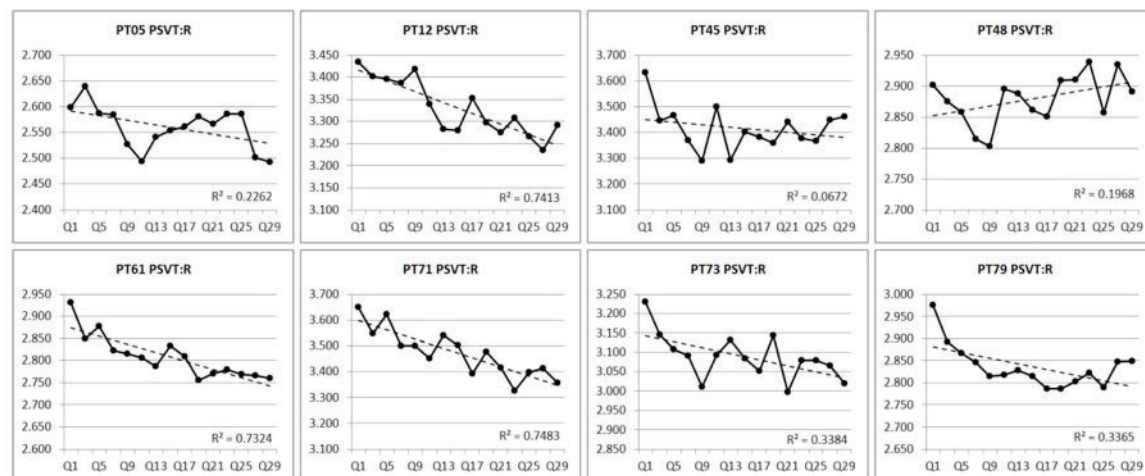 PT05 PSVT:R
2.700
2.650
2.600
2.550
2.500
2.450
2.400
R² = 0.2262
Q1 Q5 Q9 Q13 Q17 Q21 Q25 Q29
PT12 PSVT:R
3.450
3.400
3.350
3.300
3.250
3.200
3.150
3.100
R² = 0.7413
Q1 Q5 Q9 Q13 Q17 Q21 Q25 Q29
PT45 PSVT:R
3.700
3.600
3.500
3.400
3.300
3.200
3.100
R² = 0.0672
Q1 Q5 Q9 Q13 Q17 Q21 Q25 Q29
PT48 PSVT:R
2.950
2.900
2.850
2.800
2.750
2.700
R² = 0.1968
Q1 Q5 Q9 Q13 Q17 Q21 Q25 Q29
PT61 PSVT:R
2.950
2.900
2.850
2.800
2.750
2.700
2.650
2.600
R² = 0.7324
Q1 Q5 Q9 Q13 Q17 Q21 Q25 Q29
PT71 PSVT:R
3.700
3.600
3.500
3.400
3.300
3.200
3.100
R² = 0.7483
Q1 Q5 Q9 Q13 Q17 Q21 Q25 Q29
PT73 PSVT:R
3.250
3.200
3.150
3.100
3.050
3.000
2.950
2.900
2.850
R² = 0.3384
Q1 Q5 Q9 Q13 Q17 Q21 Q25 Q29
PT79 PSVT:R
3.000
2.950
2.900
2.850
2.800
2.750
2.700
2.650
R² = 0.3365
Q1 Q5 Q9 Q13 Q17 Q21 Q25 Q29